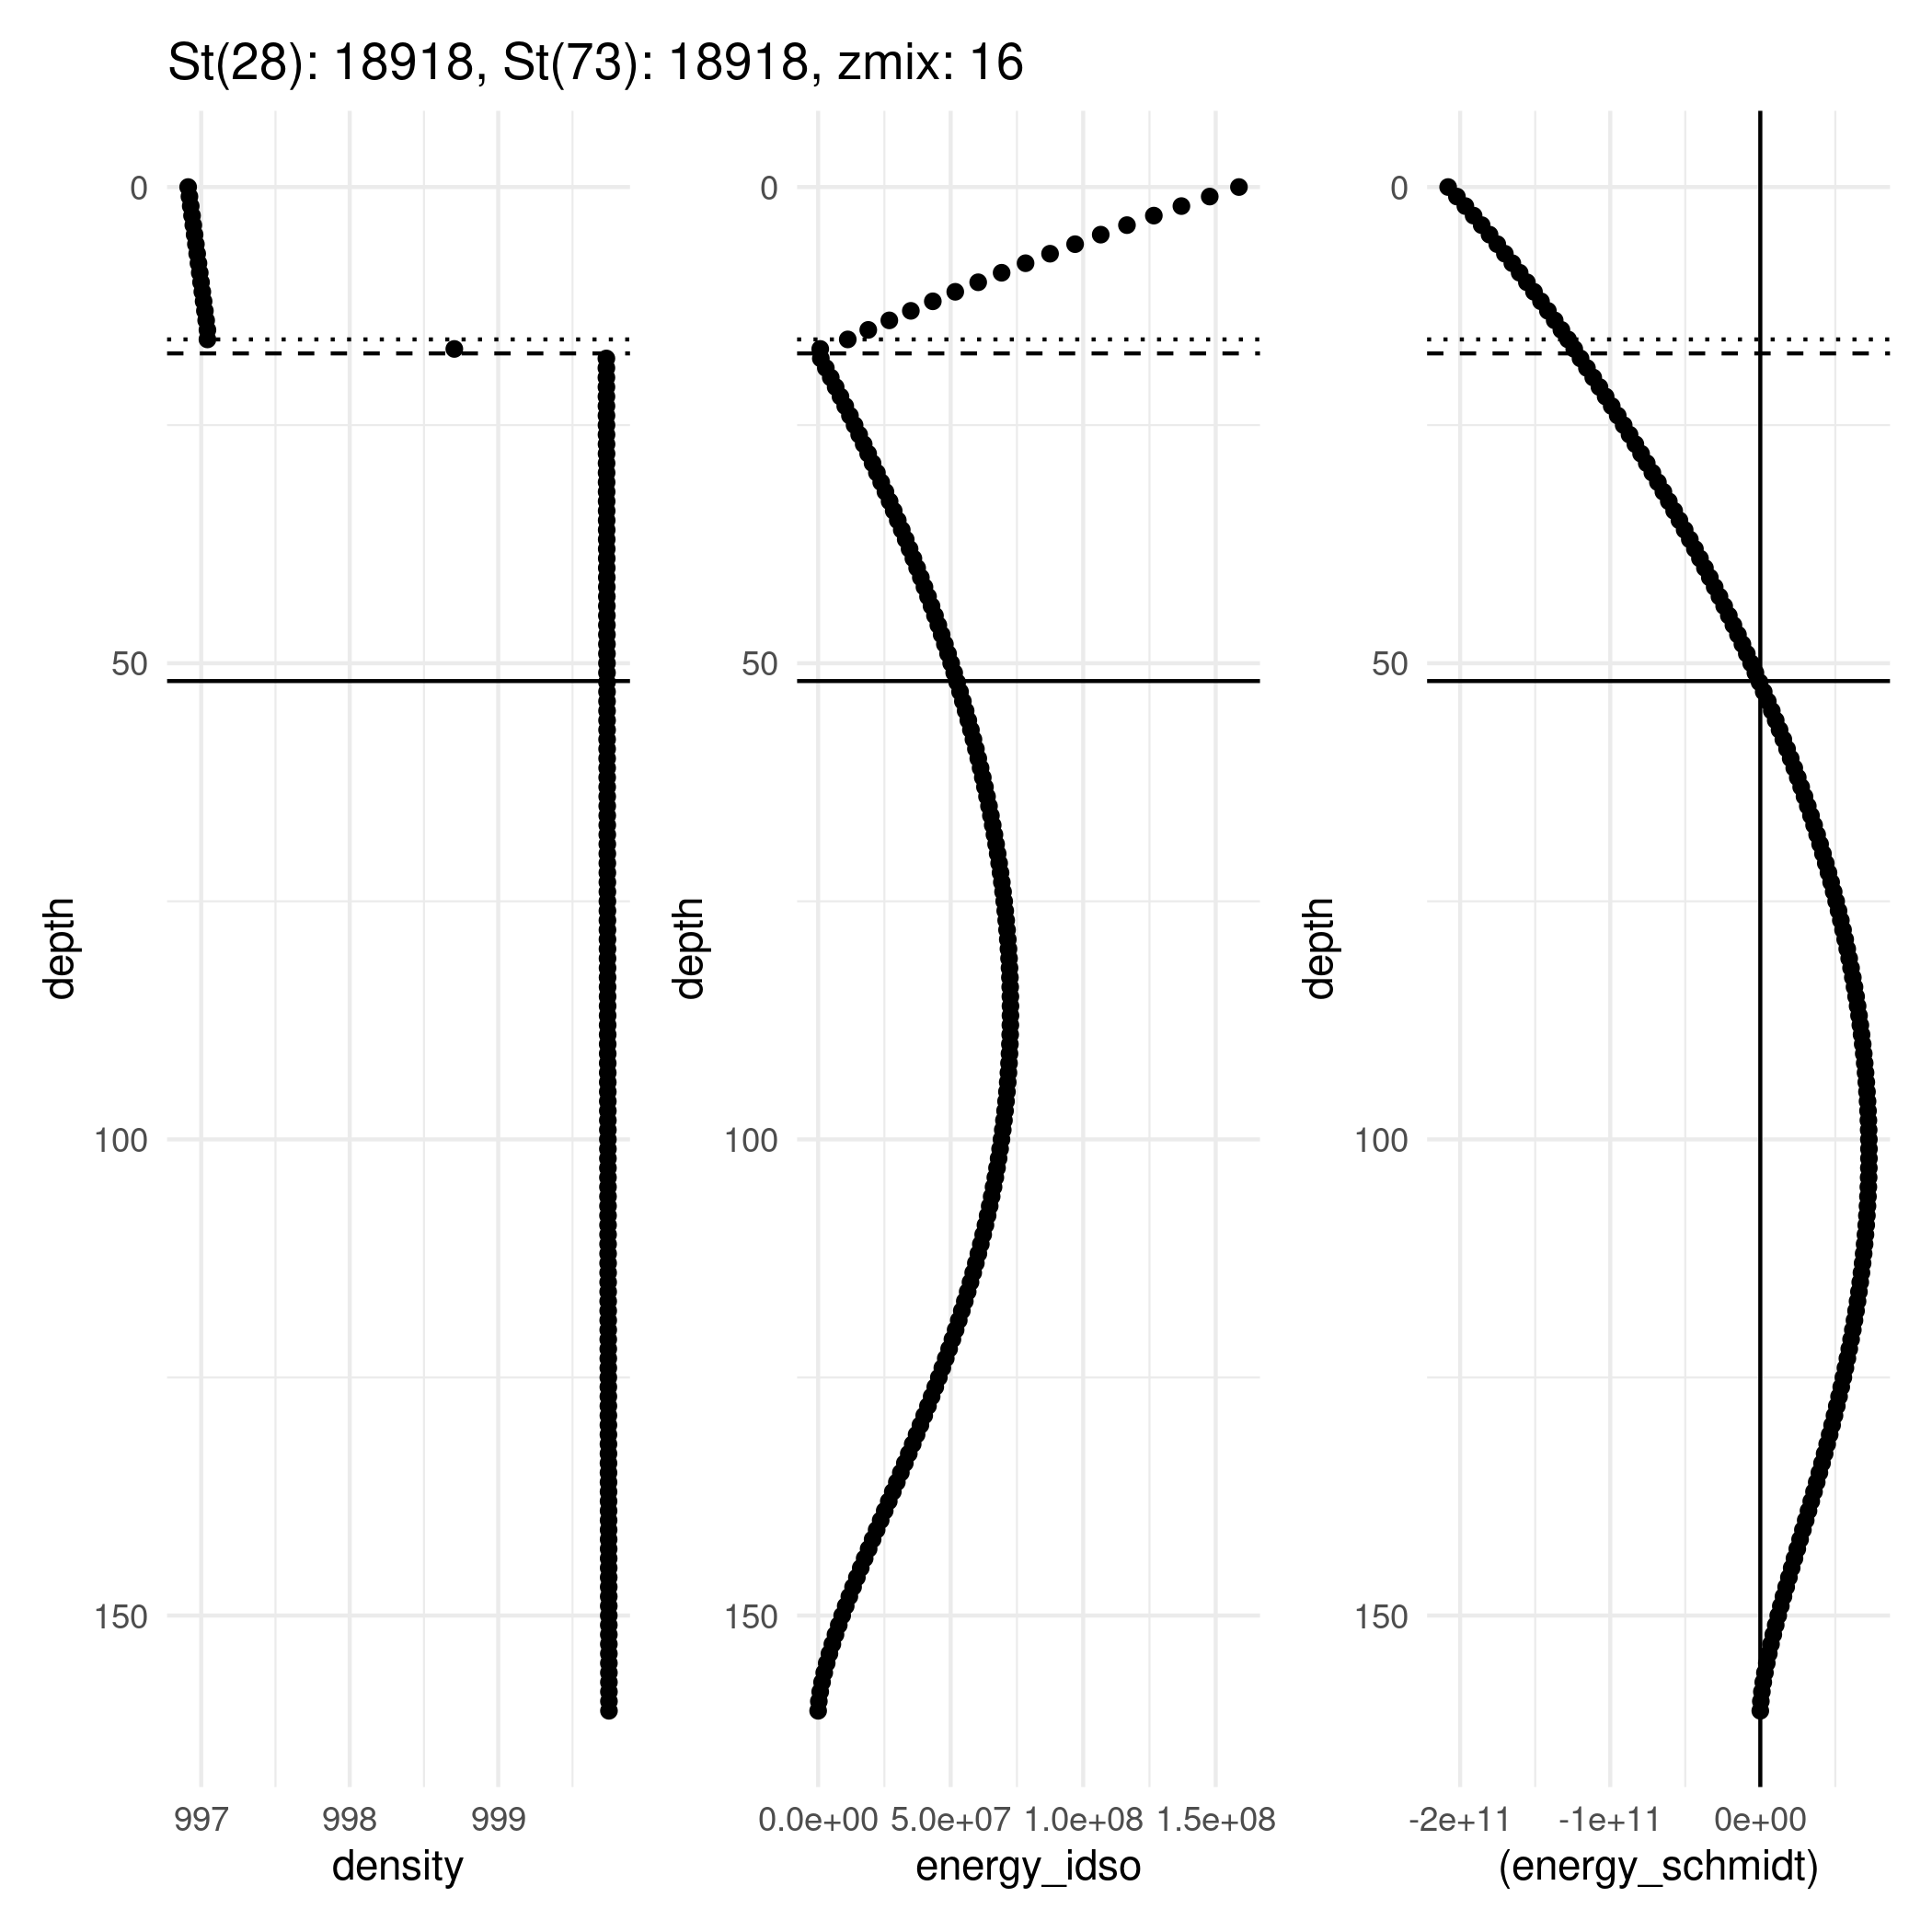 St(28): 18918, St(73): 18918, zmix: 16
0
50
100
150
depth
997 998 999
density
0
50
100
150
depth
0.0e+00 5.0e+07 1.0e+08 1.5e+08
energy_idso
0
50
100
150
depth
-2e+11 -1e+11 0e+00
(energy_schmidt)